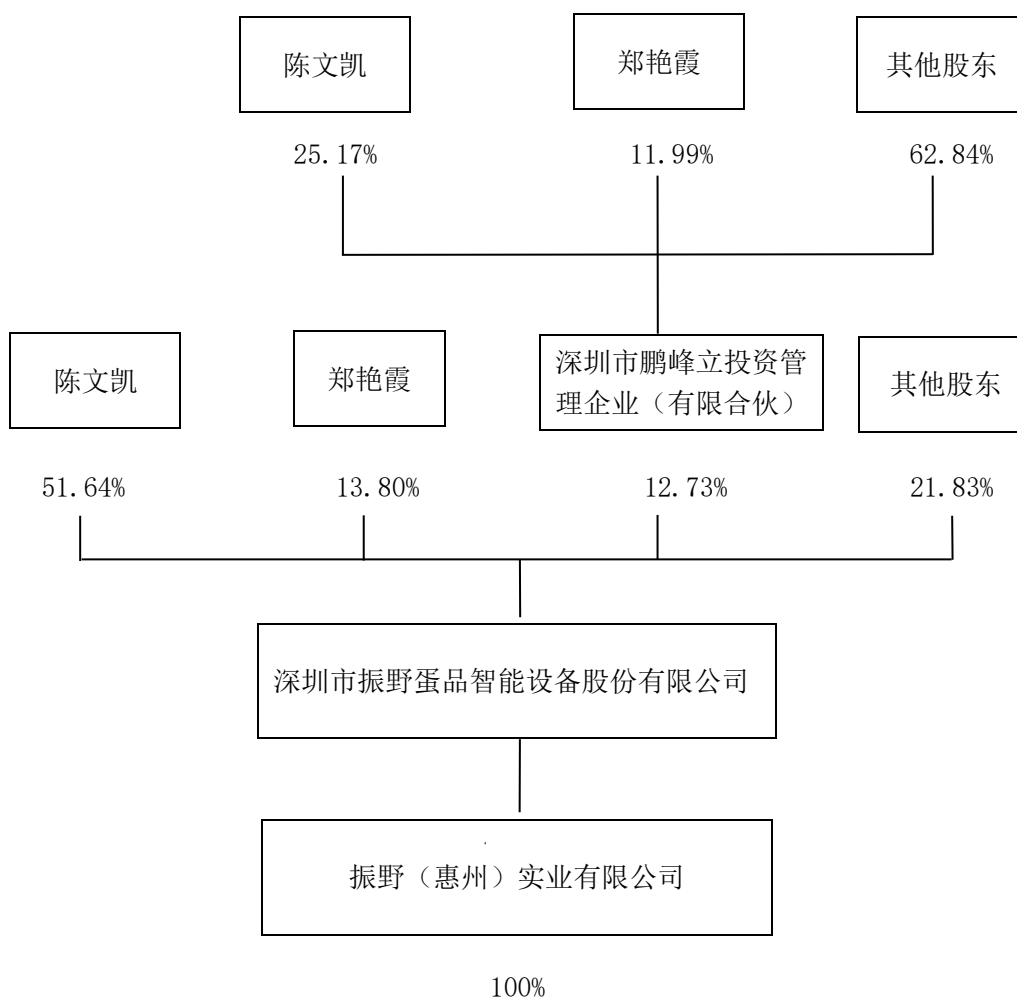 陈文凯
郑艳霞
其他股东
25.17%
11.99%
62.84%
陈文凯
郑艳霞
深圳市鹏峰立投资管
理企业（有限合伙）
其他股东
51.64%
13.80%
12.73%
21.83%
深圳市振野蛋品智能设备股份有限公司
振野（惠州）实业有限公司
100%